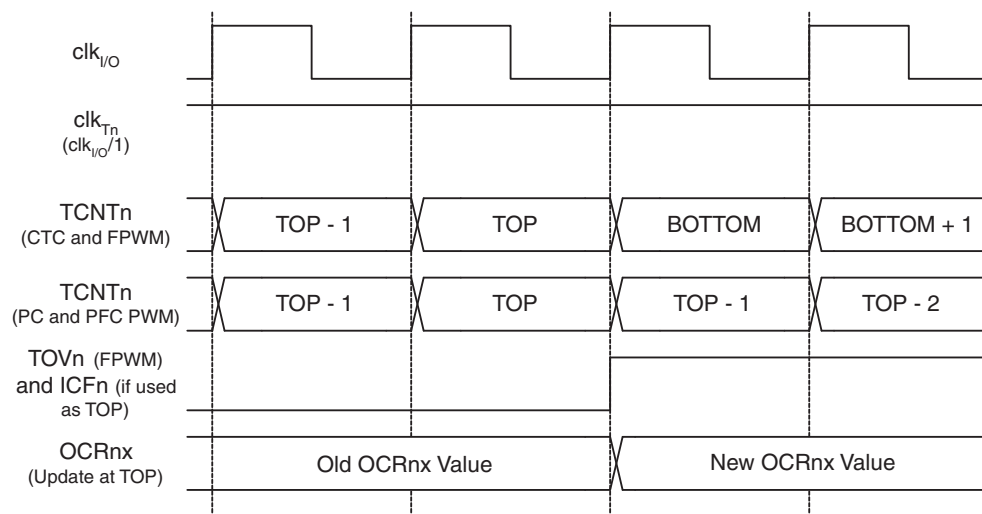 clkI/O
clkTn
(clkI/O/1)
TCNTn
(CTC and FPWM)
TOP - 1
TOP
BOTTOM
BOTTOM + 1
TCNTn
(PC and PFC PWM)
TOP - 1
TOP
TOP - 1
TOP - 2
TOVn (FPWM)
and ICFn (if used
as TOP)
OCRnx
(Update at TOP)
Old OCRnx Value
New OCRnx Value